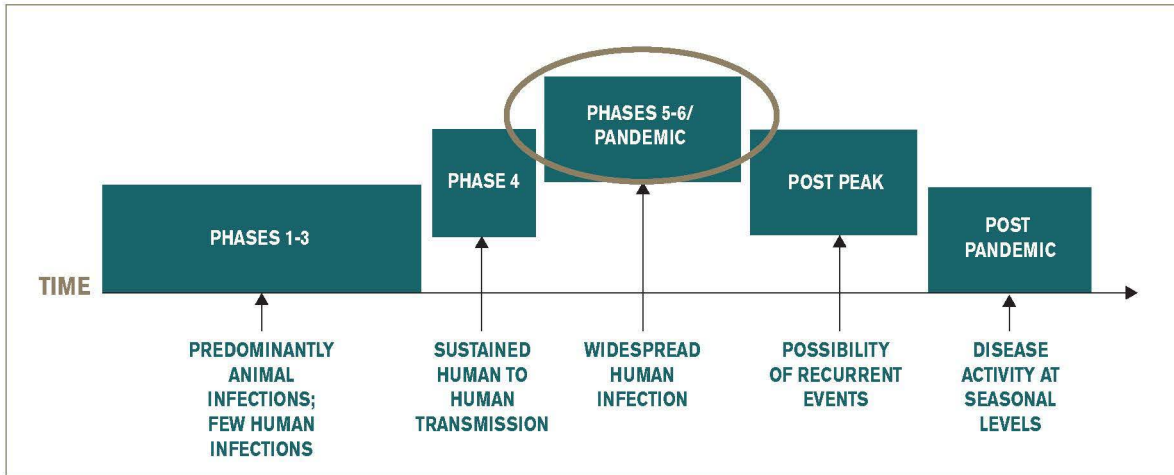 PHASES 5-6/
PANDEMIC
PHASE 4
POST PEAK
PHASES 1-3
POST
PANDEMIC
TIME
PREDOMINANTLY
ANIMAL
INFECTIONS;
FEW HUMAN
INFECTIONS
SUSTAINED
HUMAN TO
HUMAN
TRANSMISSION
WIDESPREAD
HUMAN
INFECTION
POSSIBILITY
OF RECURRENT
EVENTS
DISEASE
ACTIVITY AT
SEASONAL
LEVELS